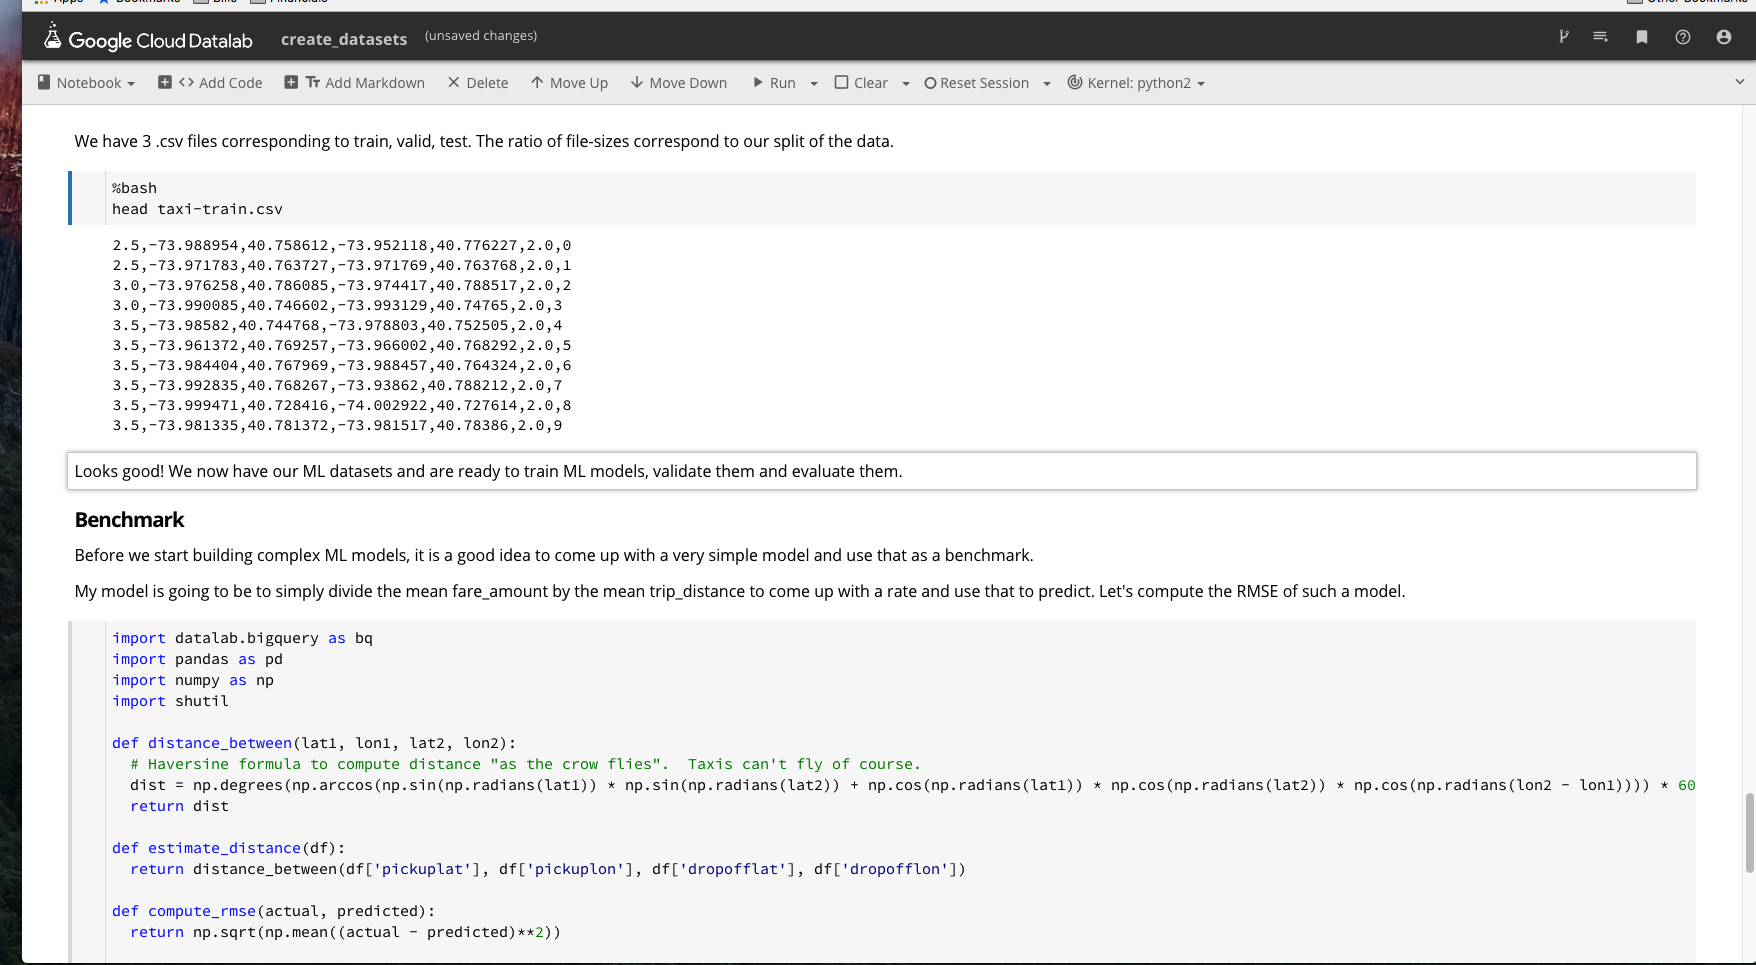 Apps Bookmarks Bills Financials Other Bookmarks
Google Cloud Datalab create_datasets (unsaved changes)
Notebook <> Add Code Tт Add Markdown Delete Move Up Move Down Run Clear Reset Session Kernel: python2
We have 3 .csv files corresponding to train, valid, test. The ratio of file-sizes correspond to our split of the data.
%bash
head taxi-train.csv
2.5,-73.988954,40.758612,-73.952118,40.776227,2.0,0
2.5,-73.971783,40.763727,-73.971769,40.763768,2.0,1
3.0,-73.976258,40.786085,-73.974417,40.788517,2.0,2
3.0,-73.990085,40.746602,-73.993129,40.74765,2.0,3
3.5,-73.98582,40.744768,-73.978803,40.752505,2.0,4
3.5,-73.961372,40.769257,-73.966002,40.768292,2.0,5
3.5,-73.984404,40.767969,-73.988457,40.764324,2.0,6
3.5,-73.992835,40.768267,-73.93862,40.788212,2.0,7
3.5,-73.999471,40.728416,-74.002922,40.727614,2.0,8
3.5,-73.981335,40.781372,-73.981517,40.78386,2.0,9
Looks good! We now have our ML datasets and are ready to train ML models, validate them and evaluate them.
Benchmark
Before we start building complex ML models, it is a good idea to come up with a very simple model and use that as a benchmark.
My model is going to be to simply divide the mean fare_amount by the mean trip_distance to come up with a rate and use that to predict. Let's compute the RMSE of such a model.
import datalab.bigquery as bq
import pandas as pd
import numpy as np
import shutil
def distance_between(lat1, lon1, lat2, lon2):
# Haversine formula to compute distance "as the crow flies".  Taxis can't fly of course.
dist = np.degrees(np.arccos(np.sin(np.radians(lat1)) * np.sin(np.radians(lat2)) + np.cos(np.radians(lat1)) * np.cos(np.radians(lat2)) * np.cos(np.radians(lon2 - lon1)))) * 60
return dist
def estimate_distance(df):
return distance_between(df['pickuplat'], df['pickuplon'], df['dropofflat'], df['dropofflon'])
def compute_rmse(actual, predicted):
return np.sqrt(np.mean((actual - predicted)**2))